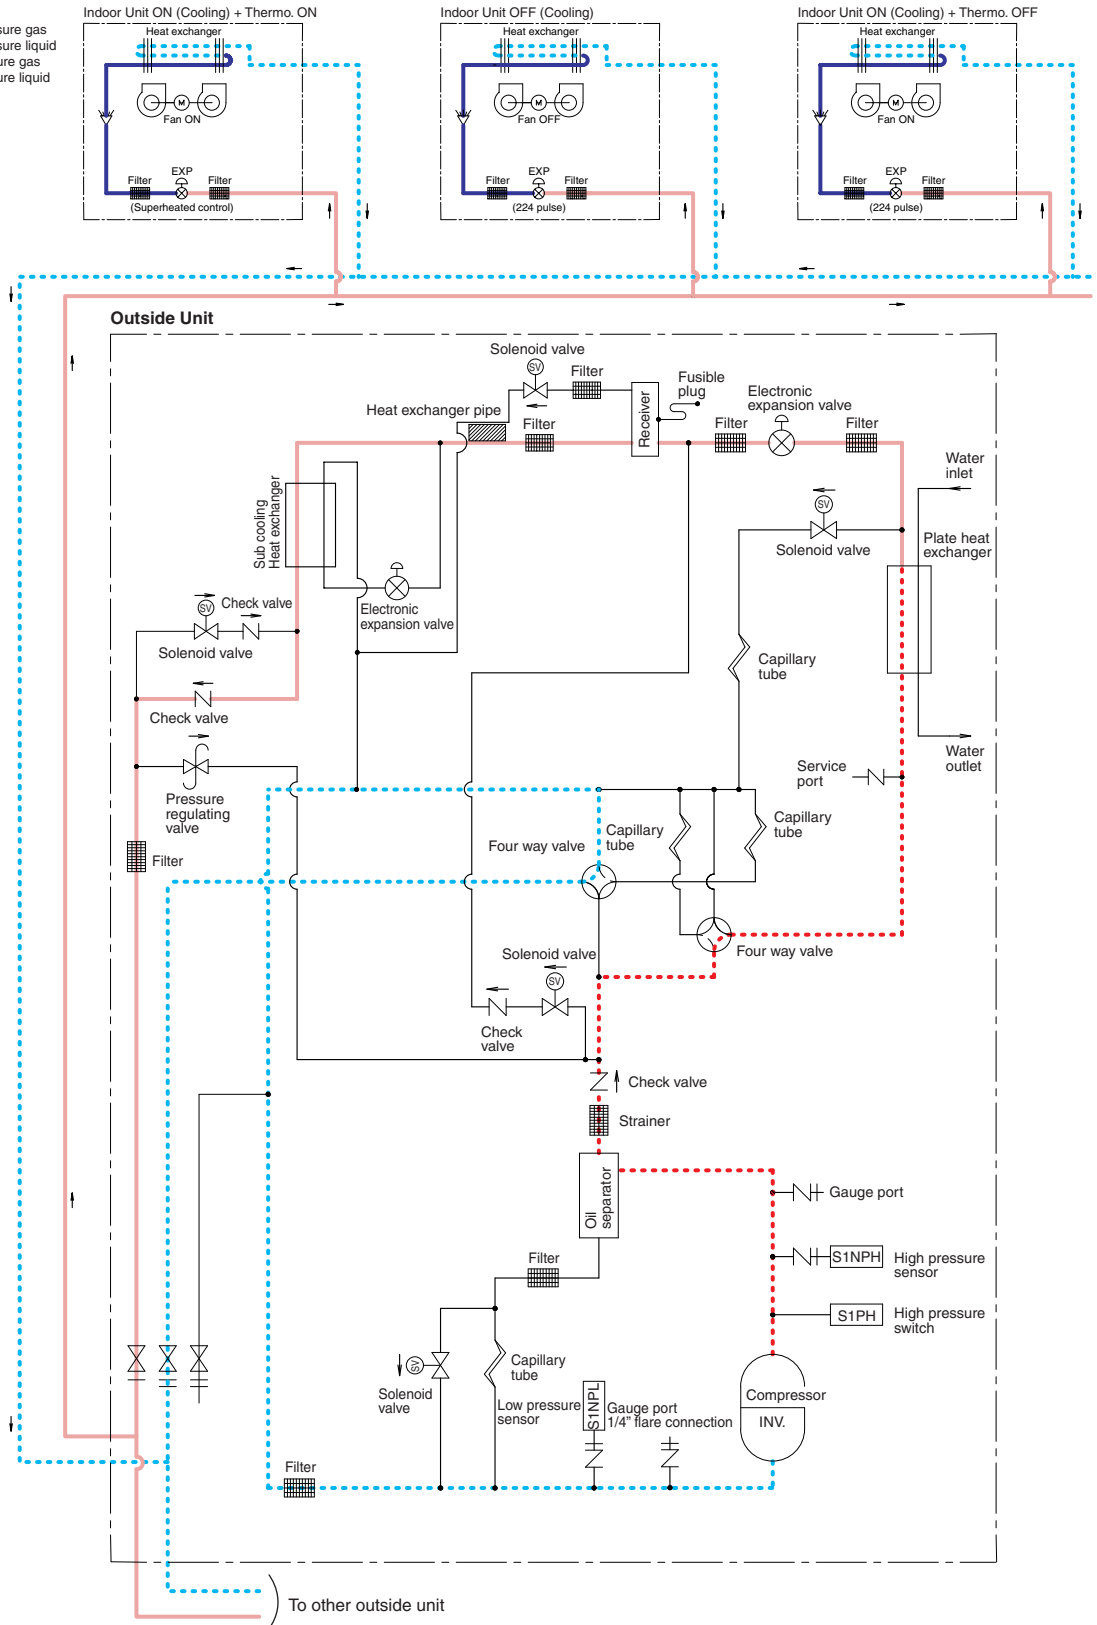 Indoor Unit ON (Cooling) + Thermo. ON
Indoor Unit OFF (Cooling)
Indoor Unit ON (Cooling) + Thermo. OFF
sure gas
sure liquid
ure gas
ure liquid
Heat exchanger
M
Fan ON
Filter
EXP
Filter
(Superheated control)
Heat exchanger
M
Fan OFF
Filter
EXP
Filter
(224 pulse)
Heat exchanger
M
Fan ON
Filter
EXP
Filter
(224 pulse)
Outside Unit
Solenoid valve
SV
Filter
Receiver
Fusible
plug
Heat exchanger pipe
Filter
Electronic
expansion valve
Filter
Filter
Water
inlet
SV
Solenoid valve
Plate heat
exchanger
Sub cooling
Heat exchanger
Electronic
expansion valve
Check valve
SV
Solenoid valve
Capillary
tube
Check valve
Water
outlet
Service
port
Pressure
regulating
valve
Filter
Four way valve
Capillary
tube
Capillary
tube
Four way valve
Solenoid valve
SV
Check
valve
Check valve
Strainer
Oil
separator
Gauge port
Filter
S1NPH
High pressure
sensor
S1PH
High pressure
switch
SV
Solenoid
valve
Capillary
tube
Low pressure
sensor
S1NPL
Gauge port
1/4" flare connection
Compressor
INV.
Filter
To other outside unit